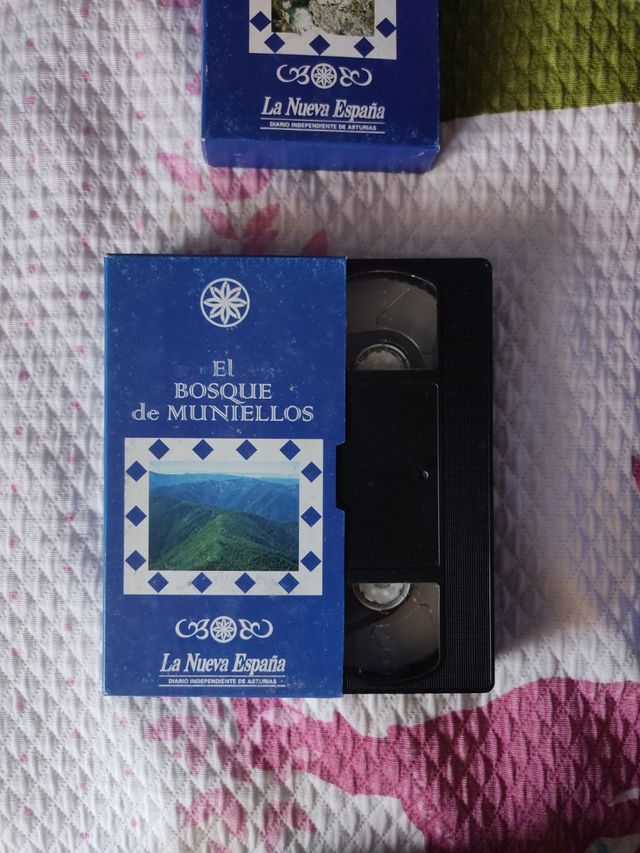 La Nueva España
DIARIO INDEPENDIENTE DE ASTURIAS
El
BOSQUE
de MUNIELLOS
La Nueva España
DIARIO INDEPENDIENTE DE ASTURIAS